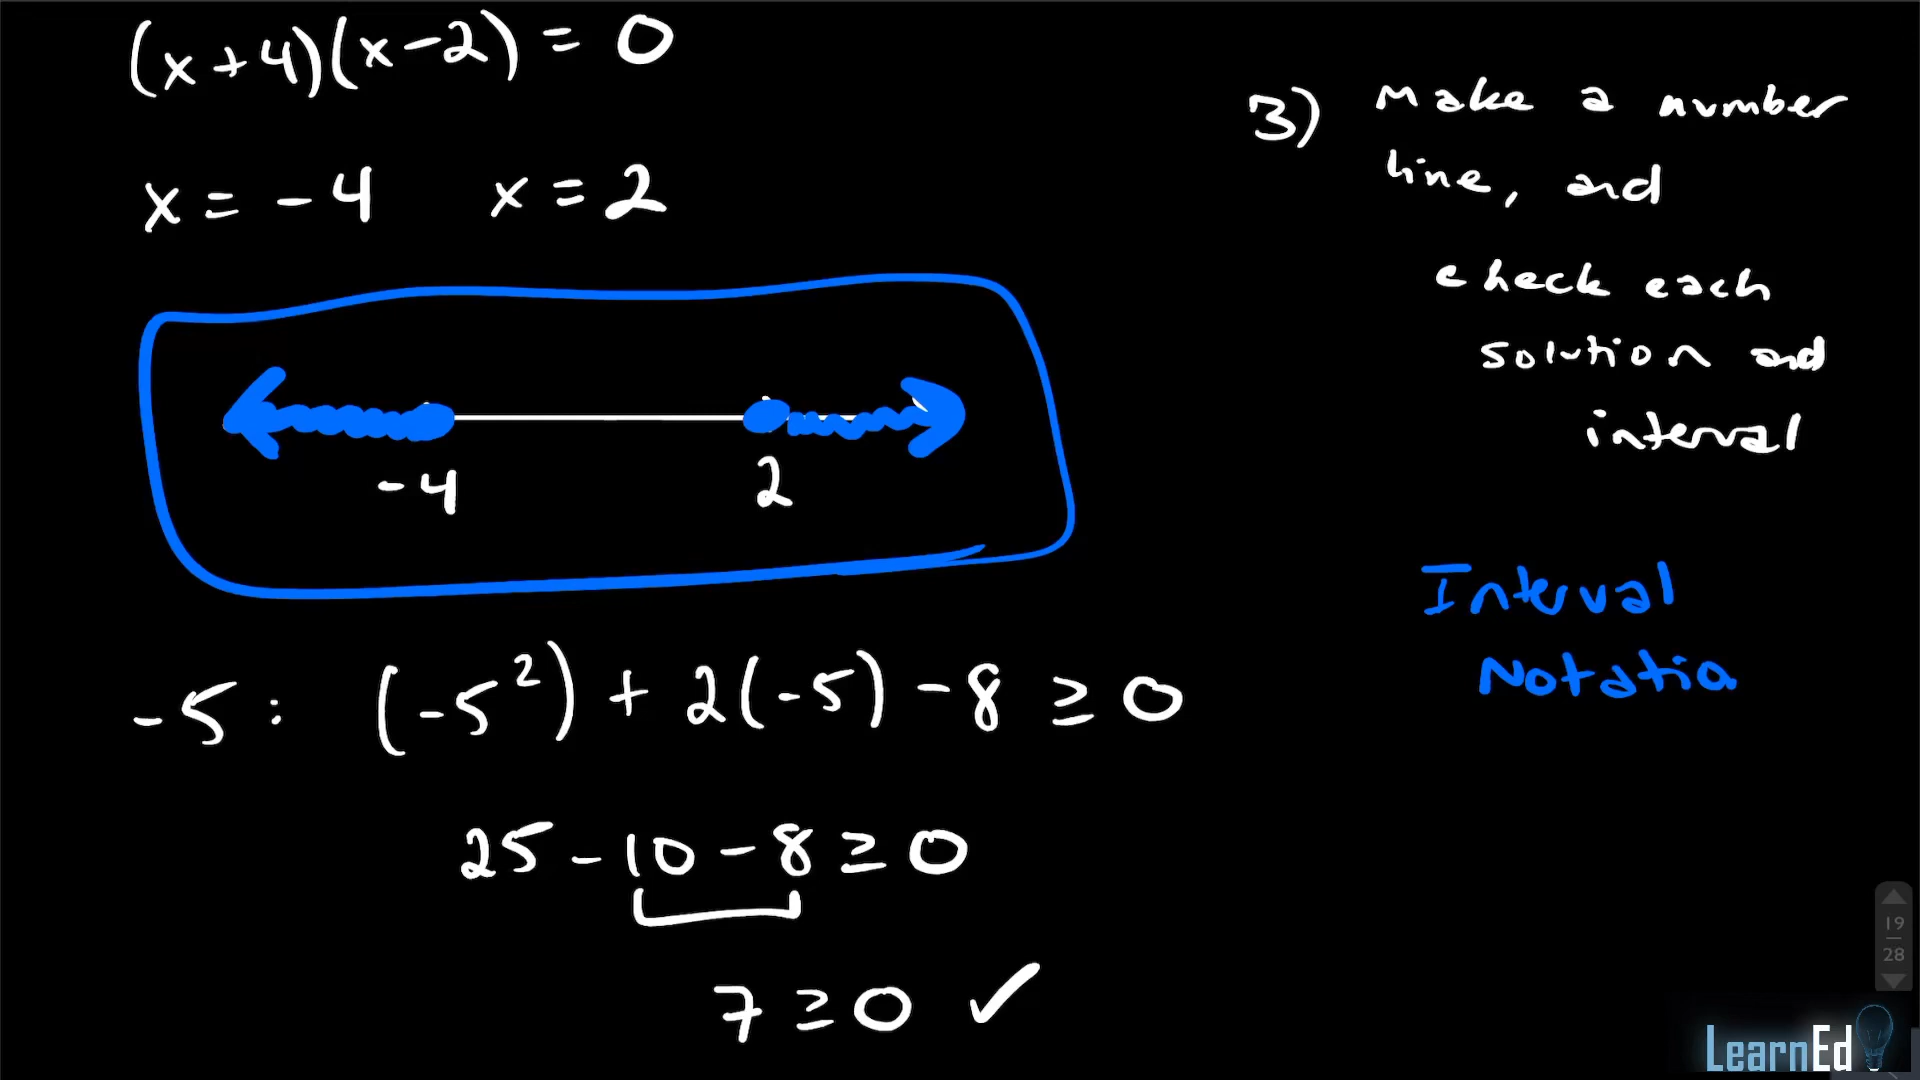 (x+4)(x-2) = 0
x = -4 x = 2
-4 2
-5: (-5²) + 2(-5) - 8 ≥ 0
25 - 10 - 8 ≥ 0
7 ≥ 0 ✓
3) Make a number
line, and
check each
solution and
interval
Interval
Notatio
19
28
LearnEd